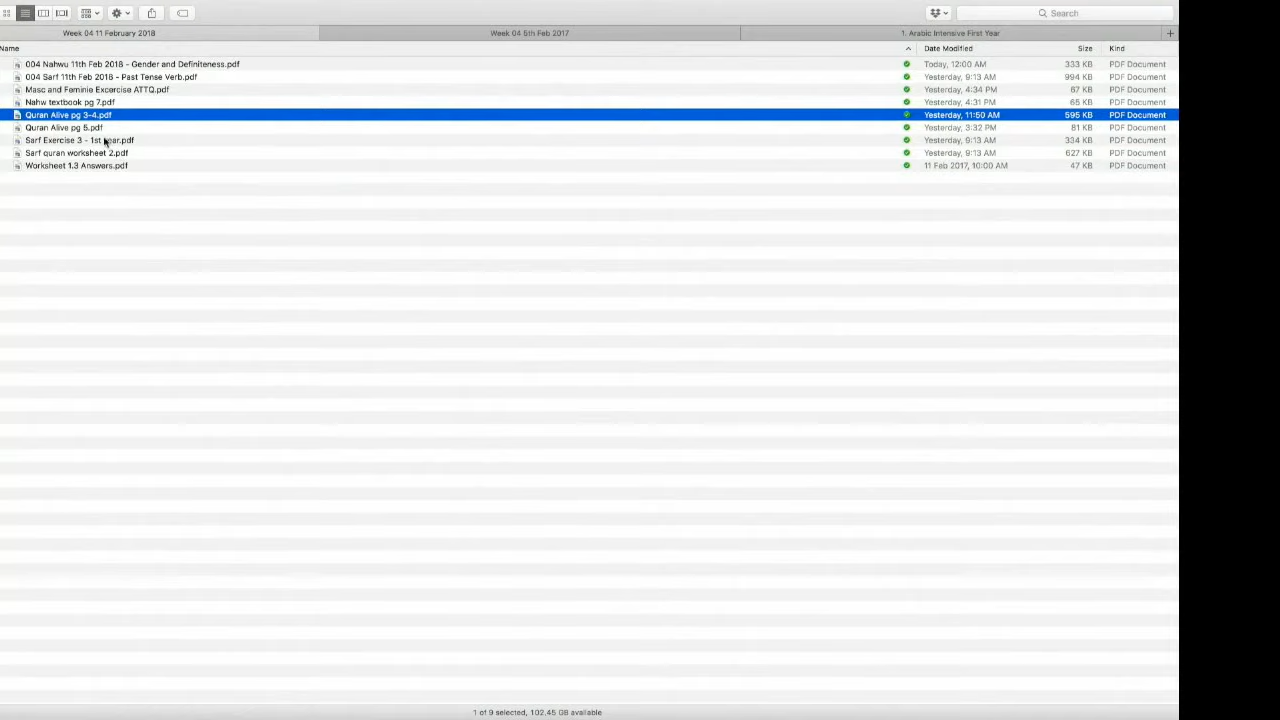 Search
Week 04 11 February 2018 Week 04 5th Feb 2017 1. Arabic Intensive First Year +
Name Date Modified Size Kind
004 Nahwu 11th Feb 2018 - Gender and Definiteness.pdf Today, 12:00 AM 333 KB PDF Document
004 Sarf 11th Feb 2018 - Past Tense Verb.pdf Yesterday, 9:13 AM 994 KB PDF Document
Masc and Feminie Excercise ATTQ.pdf Yesterday, 4:34 PM 67 KB PDF Document
Nahw textbook pg 7.pdf Yesterday, 4:31 PM 65 KB PDF Document
Quran Alive pg 3-4.pdf Yesterday, 11:50 AM 595 KB PDF Document
Quran Alive pg 5.pdf Yesterday, 3:32 PM 81 KB PDF Document
Sarf Exercise 3 - 1st year.pdf Yesterday, 9:13 AM 334 KB PDF Document
Sarf quran worksheet 2.pdf Yesterday, 9:13 AM 627 KB PDF Document
Worksheet 1.3 Answers.pdf 11 Feb 2017, 10:00 AM 47 KB PDF Document
1 of 9 selected, 102.45 GB available